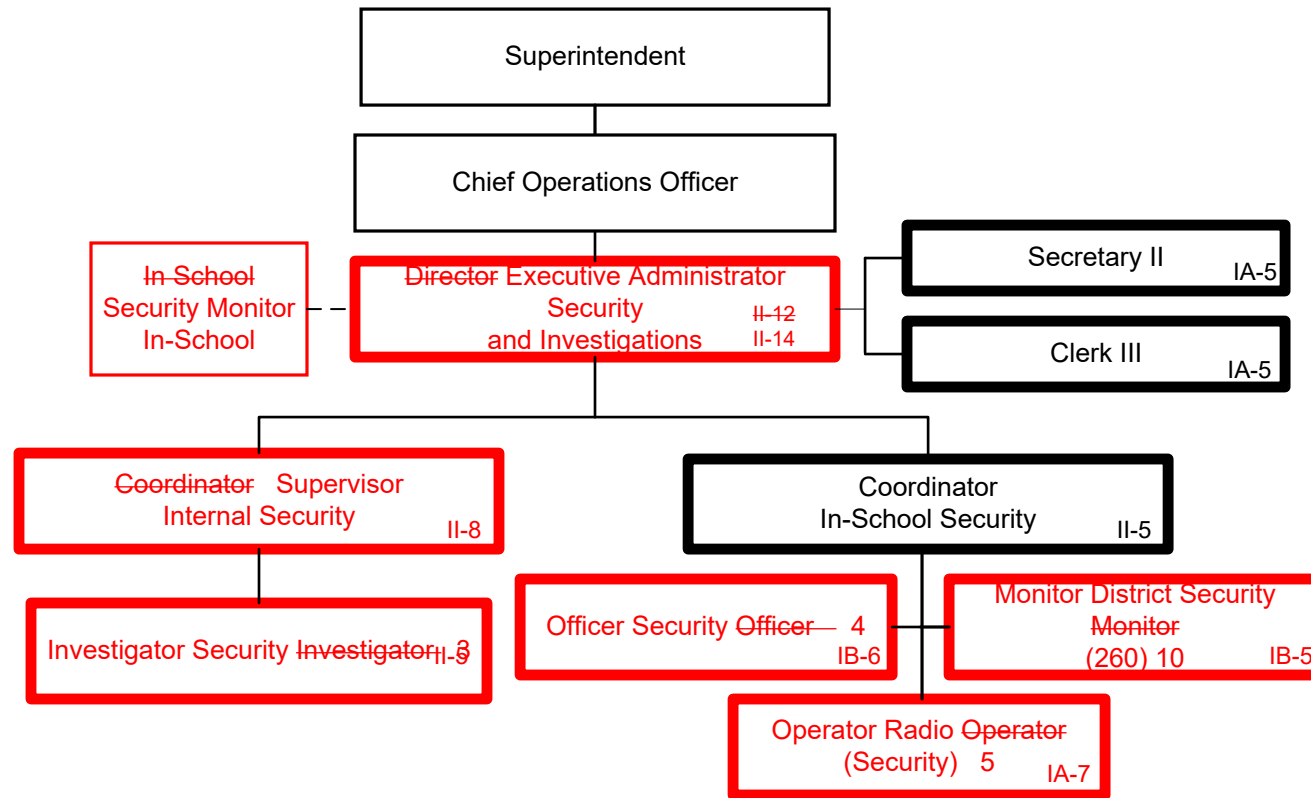 Superintendent
Chief Operations Officer
In School
Security Monitor
In-School
Director Executive Administrator
Security
and Investigations
II-12
II-14
Secretary II
IA-5
Clerk III
IA-5
Coordinator Supervisor
Internal Security
II-8
Coordinator
In-School Security
II-5
Investigator Security Investigator 3
II-5
Officer Security Officer 4
IB-6
Monitor District Security
Monitor
(260) 10
IB-5
Operator Radio Operator
(Security) 5
IA-7